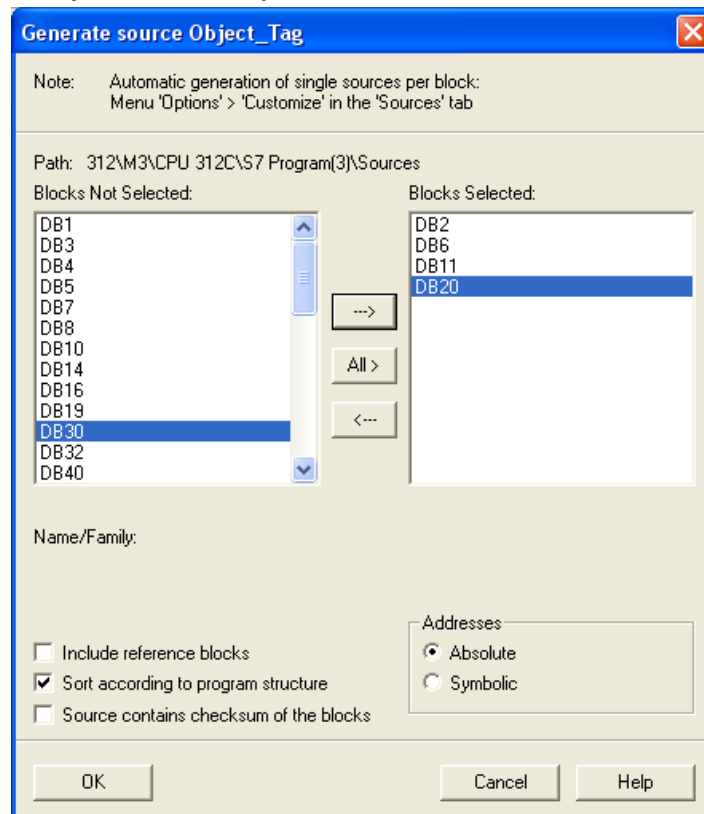 Generate source Object_Tag
Note: Automatic generation of single sources per block:
Menu 'Options' > 'Customize' in the 'Sources' tab
Path: 312\M3\CPU 312C\S7 Program(3)\Sources
Blocks Not Selected:
DB1
DB3
DB4
DB5
DB7
DB8
DB10
DB14
DB16
DB19
DB30
DB32
DB40
--->
All >
<---
Blocks Selected:
DB2
DB6
DB11
DB20
Name/Family:
Include reference blocks
Sort according to program structure
Source contains checksum of the blocks
Addresses
Absolute
Symbolic
OK
Cancel
Help